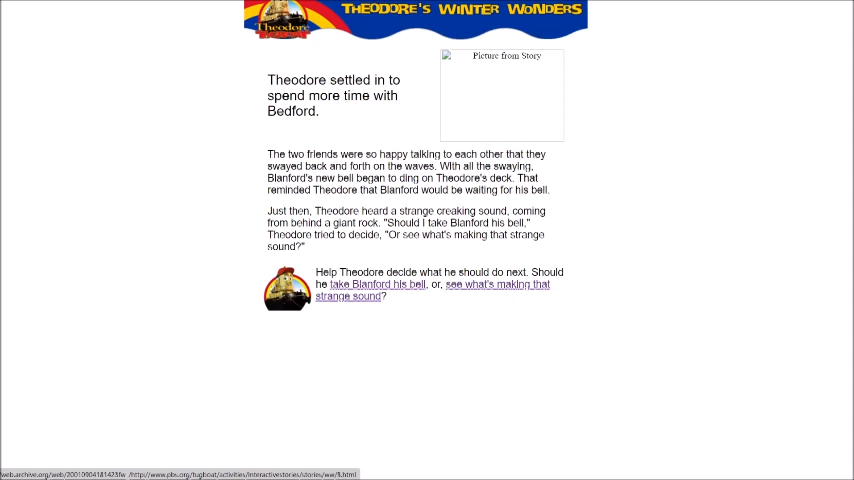 THEODORE'S WINTER WONDERS
Theodore
Picture from Story
Theodore settled in to
spend more time with
Bedford.
The two friends were so happy talking to each other that they
swayed back and forth on the waves. With all the swaying,
Blanford's new bell began to ding on Theodore's deck. That
reminded Theodore that Blanford would be waiting for his bell.
Just then, Theodore heard a strange creaking sound, coming
from behind a giant rock. "Should I take Blanford his bell,"
Theodore tried to decide, "Or see what's making that strange
sound?"
Help Theodore decide what he should do next. Should
he take Blanford his bell, or, see what's making that
strange sound?